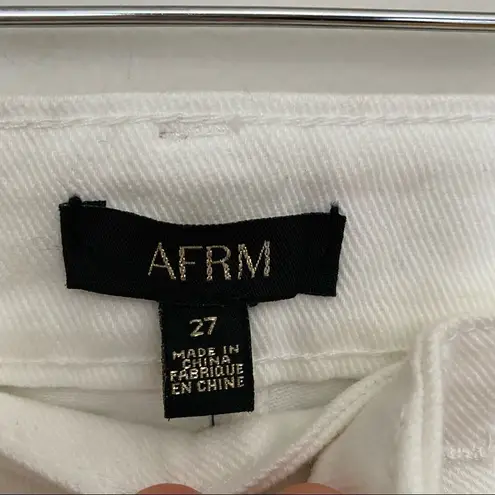 AFRM
27
MADE IN
CHINA
FABRIQUE
EN CHINE